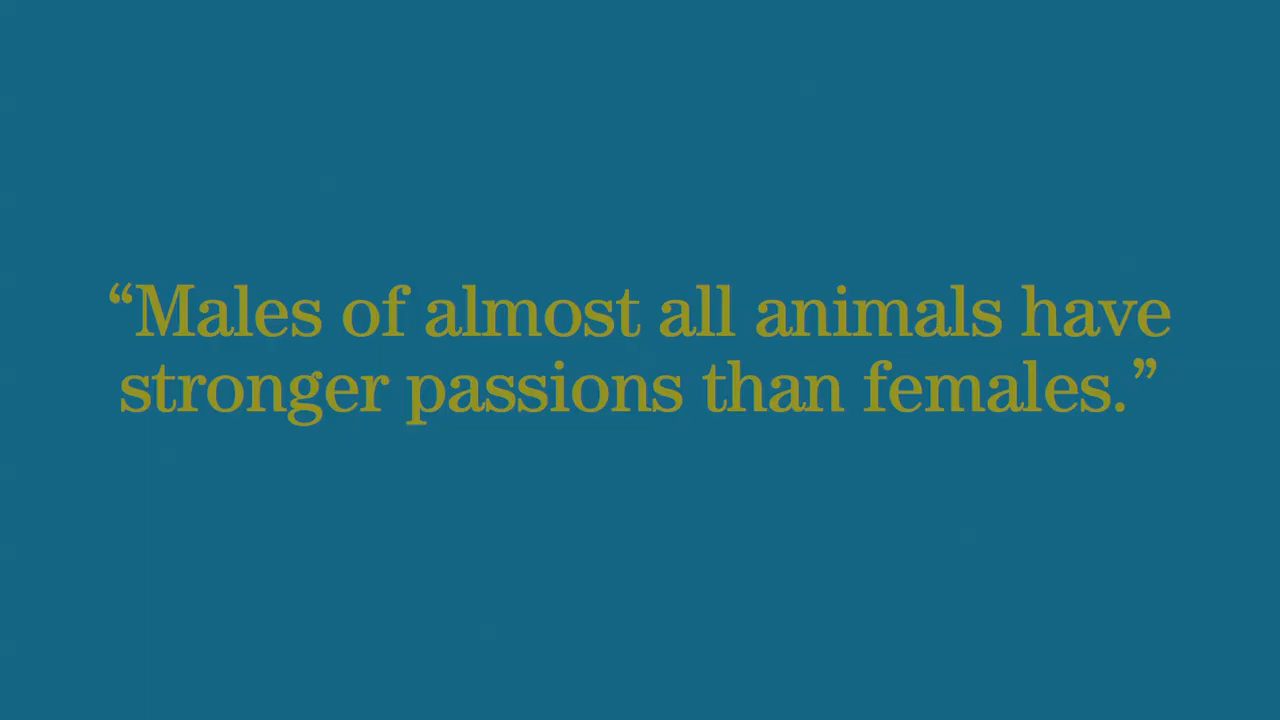 “Males of almost all animals have
stronger passions than females.”